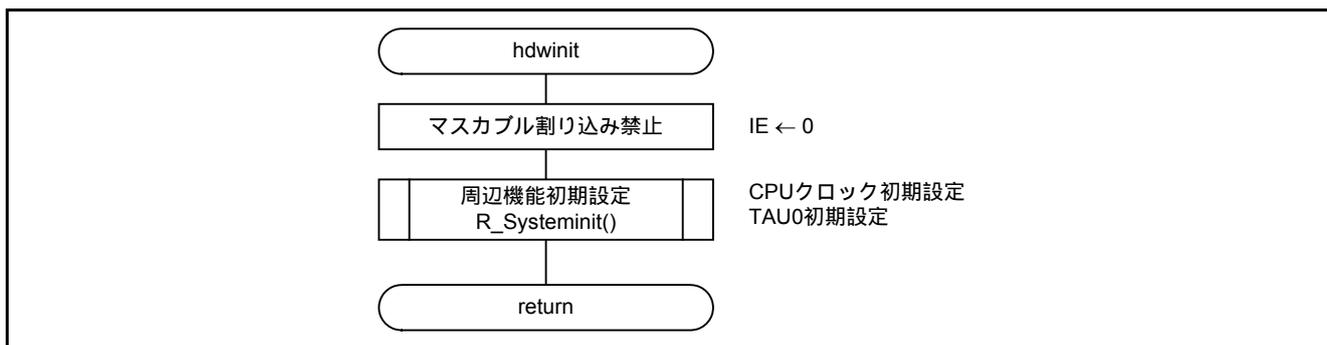 hdwinit
マスカブル割り込み禁止
IE ← 0
周辺機能初期設定
R_Systeminit()
CPUクロック初期設定
TAU0初期設定
return